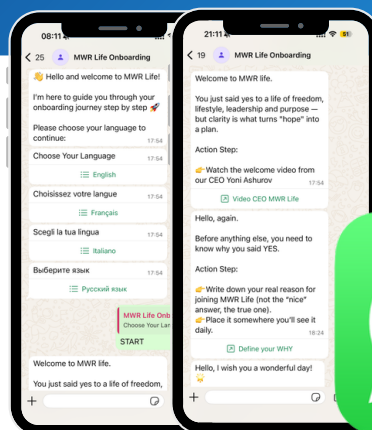 08:11
25
MWR Life Onboarding
👋 Hello and welcome to MWR Life!
I'm here to guide you through your
onboarding journey step by step 🚀
Please choose your language to
continue:
17:54
Choose Your Language
17:54
English
Choisissez votre langue
17:54
Français
Scegli la tua lingua
17:54
Italiano
Выберите язык
17:54
Русский язык
MWR Life Onb
Choose Your Lan
START
Welcome to MWR life.
You just said yes to a life of freedom,
21:11
51
19
MWR Life Onboarding
Welcome to MWR life.
You just said yes to a life of freedom,
lifestyle, leadership and purpose —
but clarity is what turns "hope" into
a plan.
Action Step:
👉Watch the welcome video from
our CEO Yoni Ashurov
17:54
Video CEO MWR Life
Hello, again.
Before anything else, you need to
know why you said YES.
Action Step:
👉Write down your real reason for
joining MWR Life (not the "nice"
answer, the true one).
👉Place it somewhere you'll see it
daily.
18:24
Define your WHY
Hello, I wish you a wonderful day!
💡